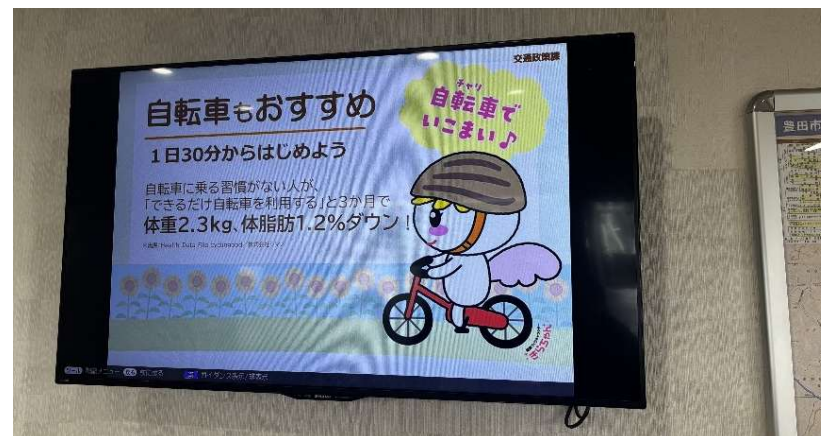 交通政策課
チャリ
自転車で
いこまい♪
自転車もおすすめ
1日30分からはじめよう
自転車に乗る習慣がない人が、
「できるだけ自転車を利用する」と3か月で
体重2.3kg、体脂肪1.2%ダウン!
Health Data File
豊田市